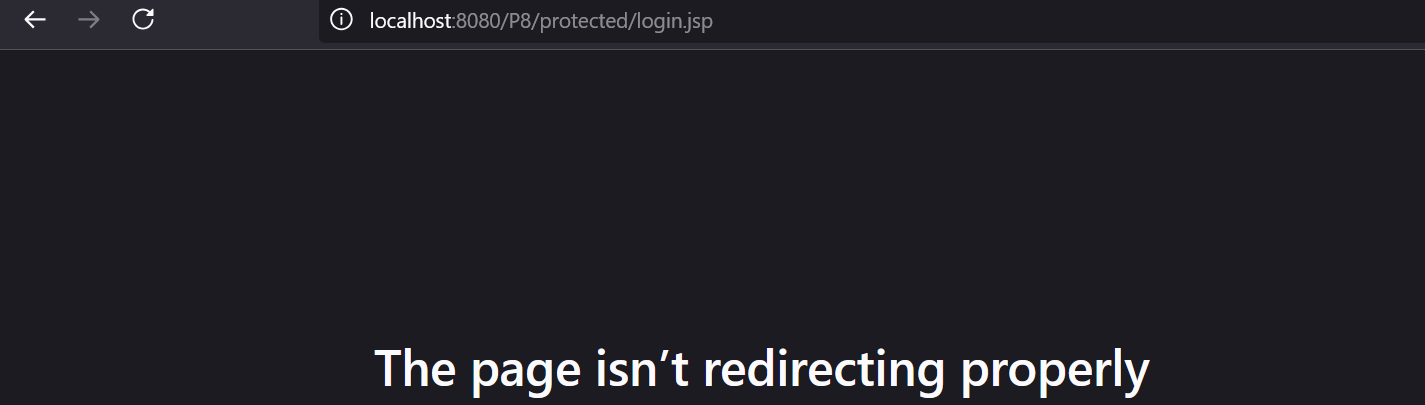 localhost:8080/P8/protected/login.jsp
The page isn’t redirecting properly